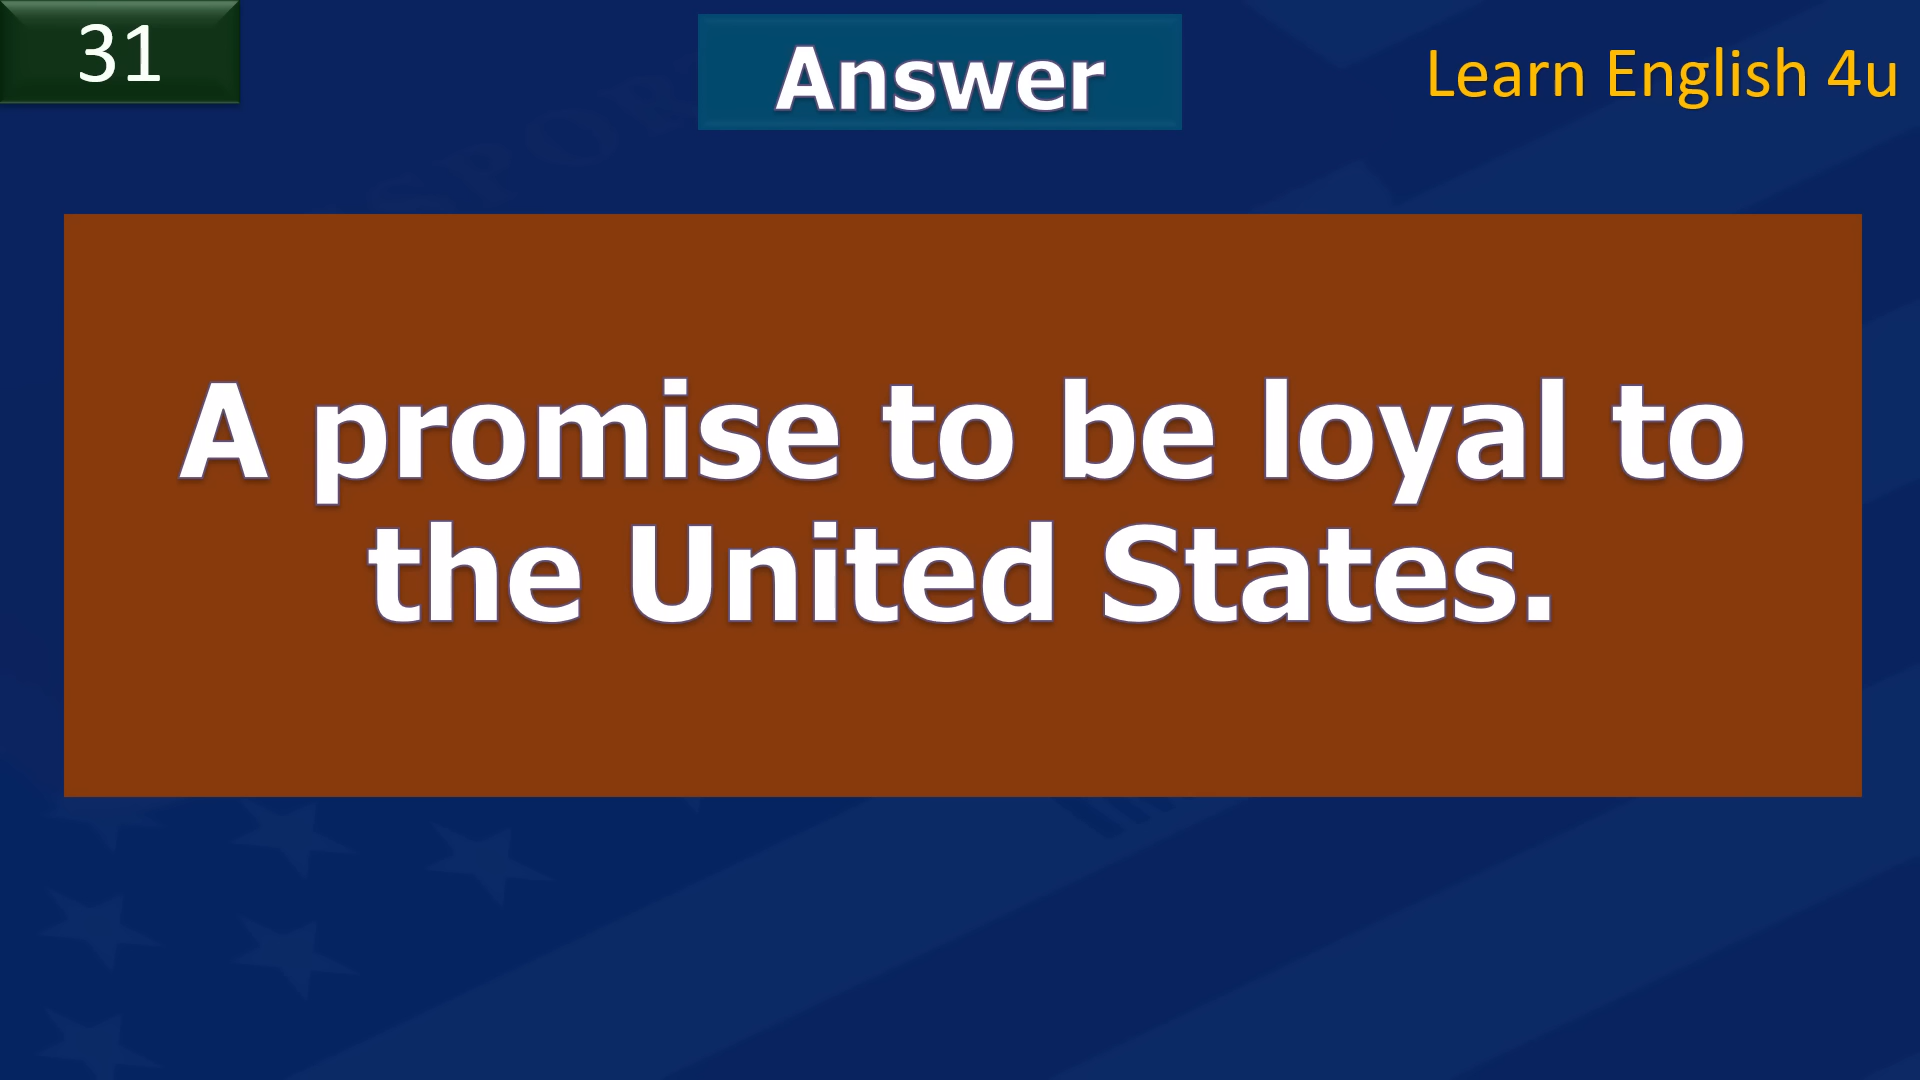 31
Answer
Learn English 4u
A promise to be loyal to
the United States.